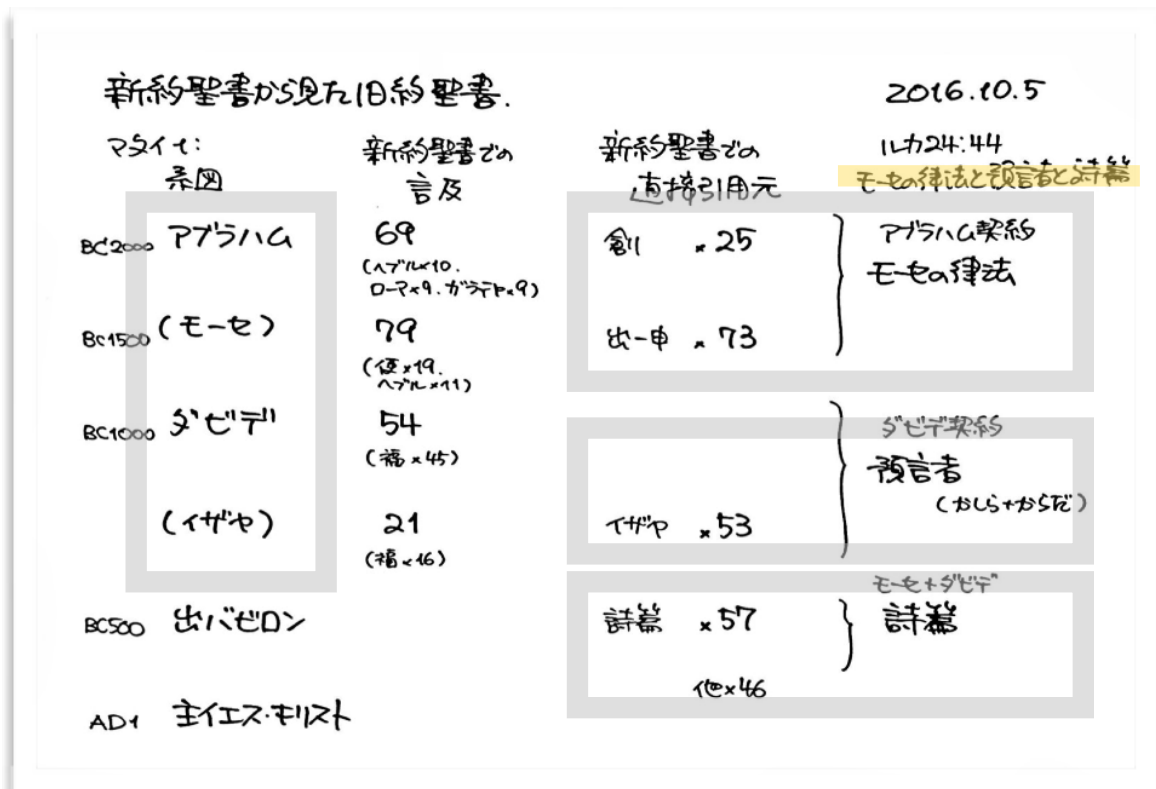 新約聖書から見た旧約聖書.
2016.10.5
マタイ1:
系図
新約聖書での
言及
新約聖書での
直接引用元
ルカ24:44
モーセの律法と預言者と詩篇
BC2000 アブラハム 69 創 ×25 アブラハム契約
(ヘブル×10.
ローマ×9.ガラテヤ×9)
モーセの律法
BC1500 (モーセ) 79 出-申 ×73
(使×19.
ヘブル×11)
BC1000 ダビデ 54 ダビデ契約
(福×45)
預言者
(かしら+からだ)
(イザヤ) 21 イザヤ ×53
(福×16)
モーセ+ダビデ
BC500 出バビロン 詩篇 ×57 詩篇
他×46
AD1 主イエス・キリスト